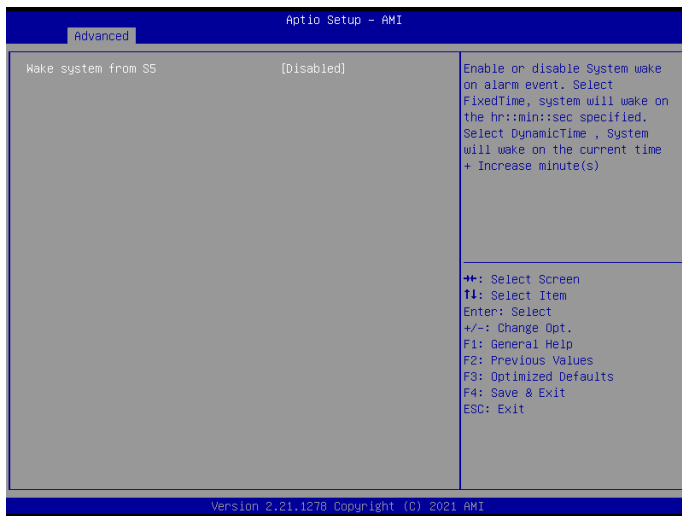 Aptio Setup – AMI
Advanced
Wake system from S5 [Disabled]
Enable or disable System wake
on alarm event. Select
FixedTime, system will wake on
the hr::min::sec specified.
Select DynamicTime , System
will wake on the current time
+ Increase minute(s)
→←: Select Screen
↑↓: Select Item
Enter: Select
+/-: Change Opt.
F1: General Help
F2: Previous Values
F3: Optimized Defaults
F4: Save & Exit
ESC: Exit
Version 2.21.1278 Copyright (C) 2021 AMI